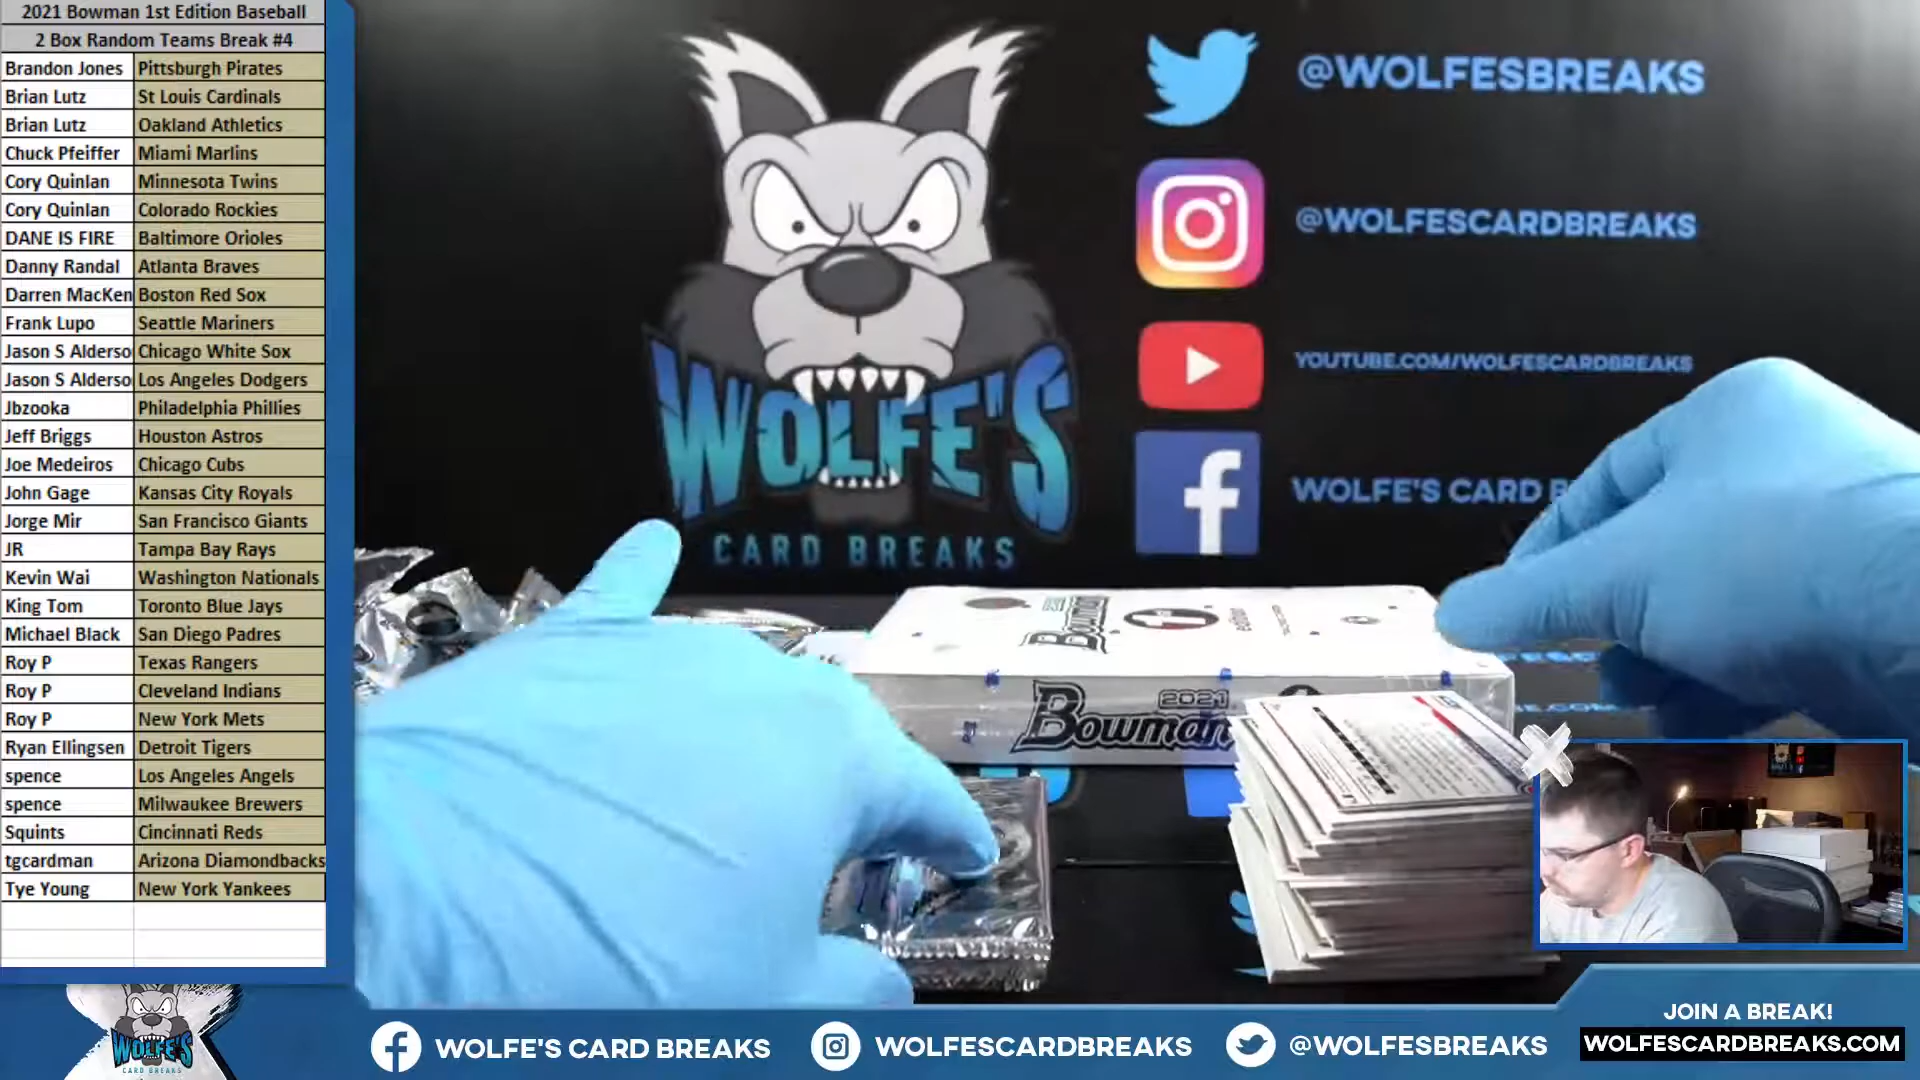 2021 Bowman 1st Edition Baseball
2 Box Random Teams Break #4
Brandon Jones Pittsburgh Pirates
Brian Lutz St Louis Cardinals
Brian Lutz Oakland Athletics
Chuck Pfeiffer Miami Marlins
Cory Quinlan Minnesota Twins
Cory Quinlan Colorado Rockies
DANE IS FIRE Baltimore Orioles
Danny Randal Atlanta Braves
Darren MacKen Boston Red Sox
Frank Lupo Seattle Mariners
Jason S Alderso Chicago White Sox
Jason S Alderso Los Angeles Dodgers
Jbzooka Philadelphia Phillies
Jeff Briggs Houston Astros
Joe Medeiros Chicago Cubs
John Gage Kansas City Royals
Jorge Mir San Francisco Giants
JR Tampa Bay Rays
Kevin Wai Washington Nationals
King Tom Toronto Blue Jays
Michael Black San Diego Padres
Roy P Texas Rangers
Roy P Cleveland Indians
Roy P New York Mets
Ryan Ellingsen Detroit Tigers
spence Los Angeles Angels
spence Milwaukee Brewers
Squints Cincinnati Reds
tgcardman Arizona Diamondbacks
Tye Young New York Yankees
WOLFE'S
CARD BREAKS
@WOLFESBREAKS
@WOLFESCARDBREAKS
YOUTUBE.COM/WOLFESCARDBREAKS
WOLFE'S CARD B
Bowman
edition
2021
Bowman
WOLFE'S
CARD BREAKS
WOLFE'S CARD BREAKS
WOLFESCARDBREAKS
@WOLFESBREAKS
JOIN A BREAK!
WOLFESCARDBREAKS.COM